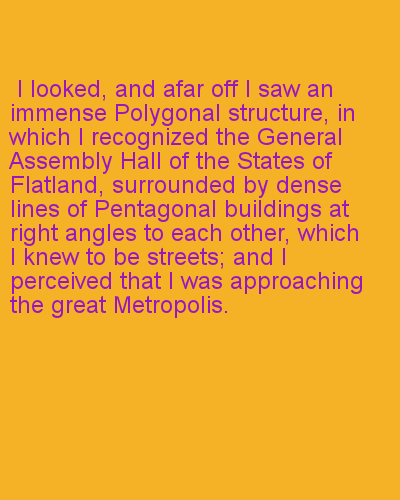 I looked, and afar off I saw an
immense Polygonal structure, in
which I recognized the General
Assembly Hall of the States of
Flatland, surrounded by dense
lines of Pentagonal buildings at
right angles to each other, which
I knew to be streets; and I
perceived that I was approaching
the great Metropolis.